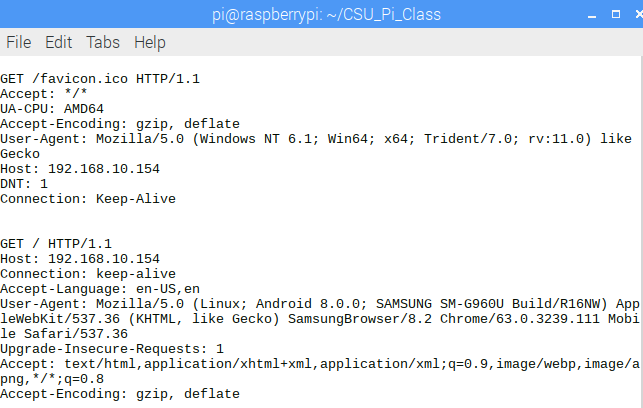 pi@raspberrypi: ~/CSU_Pi_Class
File Edit Tabs Help
GET /favicon.ico HTTP/1.1
Accept: */*
UA-CPU: AMD64
Accept-Encoding: gzip, deflate
User-Agent: Mozilla/5.0 (Windows NT 6.1; Win64; x64; Trident/7.0; rv:11.0) like
Gecko
Host: 192.168.10.154
DNT: 1
Connection: Keep-Alive
GET / HTTP/1.1
Host: 192.168.10.154
Connection: keep-alive
Accept-Language: en-US,en
User-Agent: Mozilla/5.0 (Linux; Android 8.0.0; SAMSUNG SM-G960U Build/R16NW) App
leWebKit/537.36 (KHTML, like Gecko) SamsungBrowser/8.2 Chrome/63.0.3239.111 Mobi
le Safari/537.36
Upgrade-Insecure-Requests: 1
Accept: text/html,application/xhtml+xml,application/xml;q=0.9,image/webp,image/a
png,*/*;q=0.8
Accept-Encoding: gzip, deflate